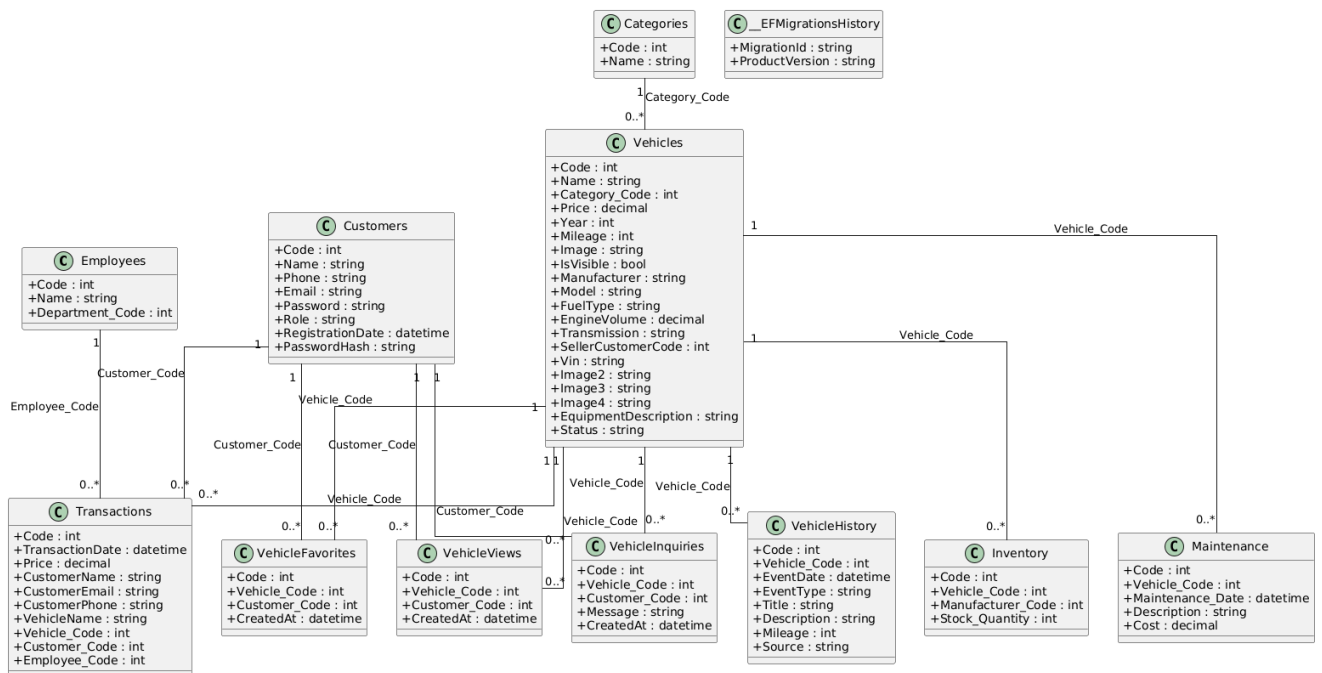 C Categories
+Code : int
+Name : string
C __EFMigrationsHistory
+MigrationId : string
+ProductVersion : string
1
Category_Code
0..*
C Vehicles
+Code : int
+Name : string
+Category_Code : int
+Price : decimal
+Year : int
+Mileage : int
+Image : string
+IsVisible : bool
+Manufacturer : string
+Model : string
+FuelType : string
+EngineVolume : decimal
+Transmission : string
+SellerCustomerCode : int
+Vin : string
+Image2 : string
+Image3 : string
+Image4 : string
+EquipmentDescription : string
+Status : string
C Customers
+Code : int
+Name : string
+Phone : string
+Email : string
+Password : string
+Role : string
+RegistrationDate : datetime
+PasswordHash : string
C Employees
+Code : int
+Name : string
+Department_Code : int
1
Vehicle_Code
1
Vehicle_Code
1
1
Customer_Code
Employee_Code
1
1
1
Vehicle_Code
1
Customer_Code
Customer_Code
1
1
1
1
Vehicle_Code
Vehicle_Code
0..*
0..*
0..*
Vehicle_Code
Customer_Code
Vehicle_Code
0..*
0..*
0..*
0..*
0..*
0..*
0..*
0..*
0..*
C Transactions
+Code : int
+TransactionDate : datetime
+Price : decimal
+CustomerName : string
+CustomerEmail : string
+CustomerPhone : string
+VehicleName : string
+Vehicle_Code : int
+Customer_Code : int
+Employee_Code : int
C VehicleFavorites
+Code : int
+Vehicle_Code : int
+Customer_Code : int
+CreatedAt : datetime
C VehicleViews
+Code : int
+Vehicle_Code : int
+Customer_Code : int
+CreatedAt : datetime
C VehicleInquiries
+Code : int
+Vehicle_Code : int
+Customer_Code : int
+Message : string
+CreatedAt : datetime
C VehicleHistory
+Code : int
+Vehicle_Code : int
+EventDate : datetime
+EventType : string
+Title : string
+Description : string
+Mileage : int
+Source : string
C Inventory
+Code : int
+Vehicle_Code : int
+Manufacturer_Code : int
+Stock_Quantity : int
C Maintenance
+Code : int
+Vehicle_Code : int
+Maintenance_Date : datetime
+Description : string
+Cost : decimal